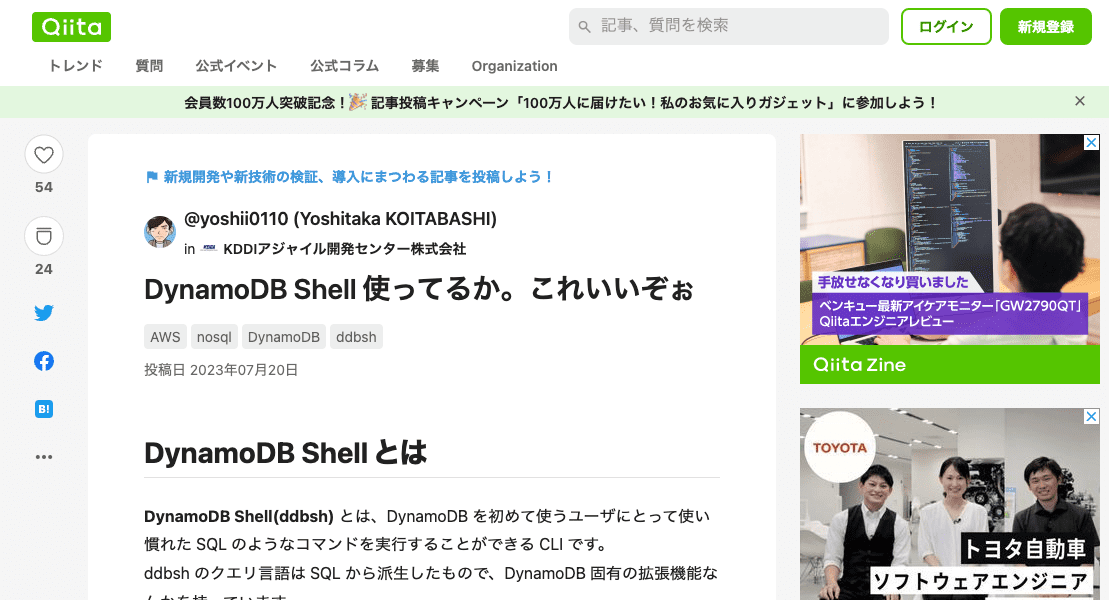 Qiita
記事、質問を検索
ログイン
新規登録
トレンド 質問 公式イベント 公式コラム 募集 Organization
会員数100万人突破記念！🎉 記事投稿キャンペーン「100万人に届けたい！私のお気に入りガジェット」に参加しよう！
54
24
B!
新規開発や新技術の検証、導入にまつわる記事を投稿しよう！
@yoshii0110 (Yoshitaka KOITABASHI)
in KDDIアジャイル開発センター株式会社
DynamoDB Shell 使ってるか。これいいぞぉ
AWS nosql DynamoDB ddbsh
投稿日 2023年07月20日
DynamoDB Shell とは
DynamoDB Shell(ddbsh) とは、DynamoDB を初めて使うユーザにとって使い
慣れた SQL のようなコマンドを実行することができる CLI です。
ddbsh のクエリ言語は SQL から派生したもので、DynamoDB 固有の拡張機能な
手放せなくなり買いました
ベンキュー最新アイケアモニター「GW2790QT」
Qiitaエンジニアレビュー
Qiita Zine
TOYOTA
トヨタ自動車
ソフトウェアエンジニア